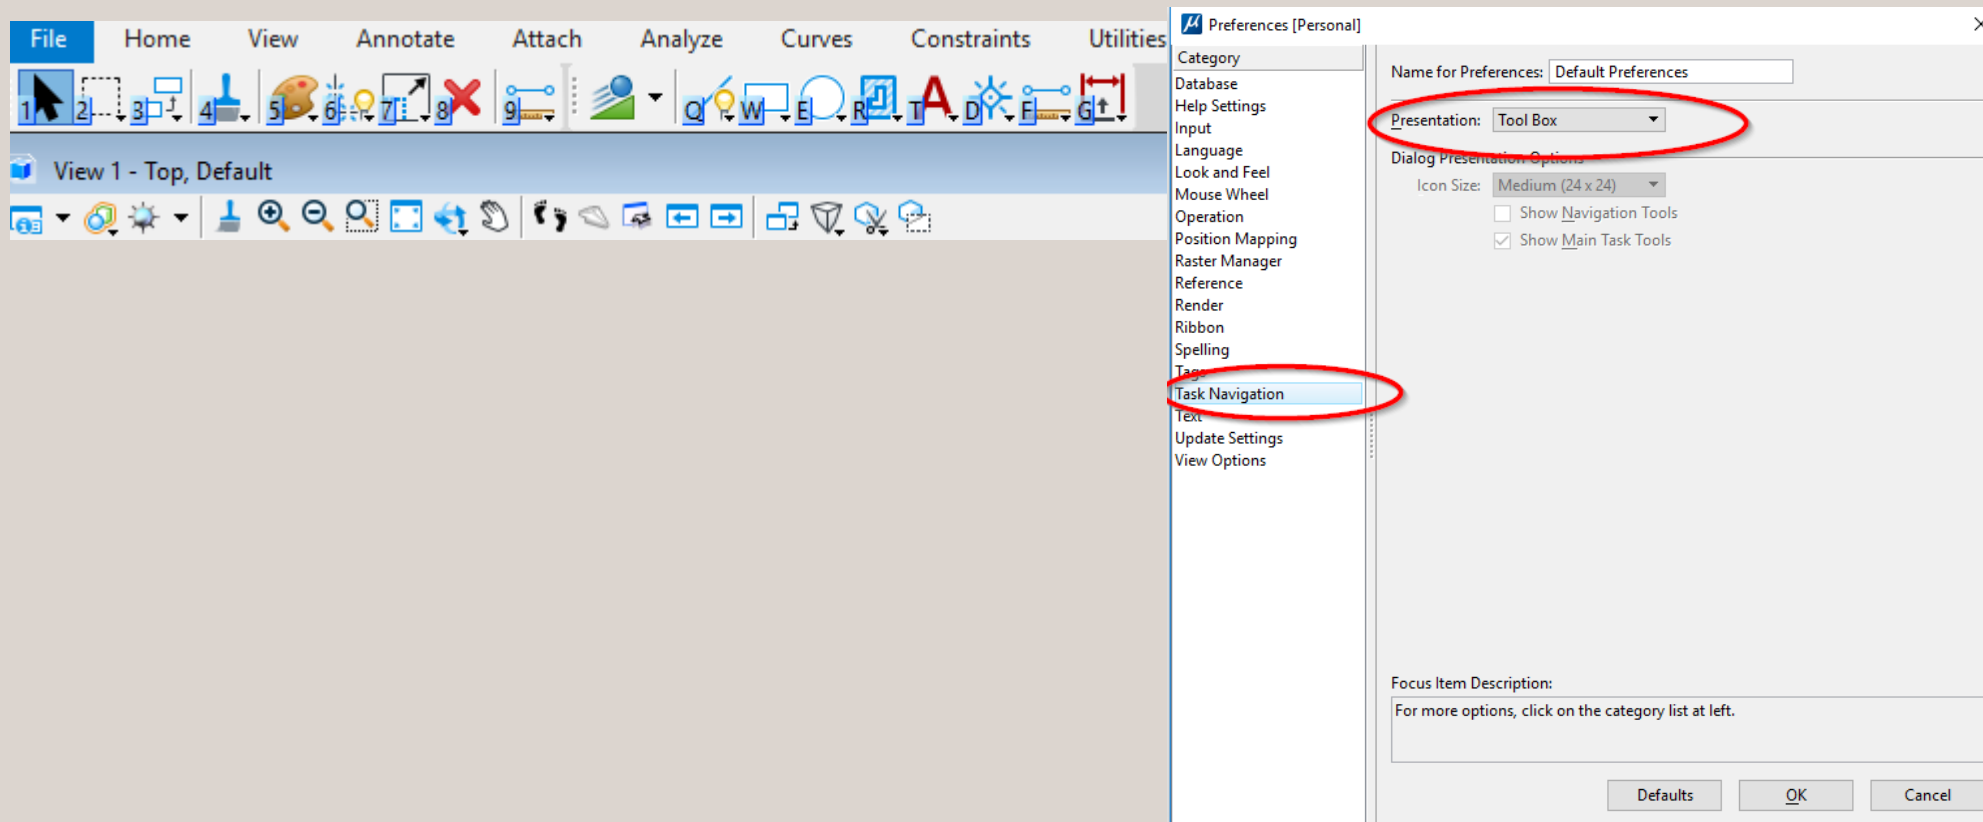 File Home View Annotate Attach Analyze Curves Constraints Utilities
1 2 3 4 5 6 7 8 9 Q W E R T D F G
View 1 - Top, Default
Preferences [Personal]
Category
Database
Help Settings
Input
Language
Look and Feel
Mouse Wheel
Operation
Position Mapping
Raster Manager
Reference
Render
Ribbon
Spelling
Tags
Task Navigation
Text
Update Settings
View Options
Name for Preferences: Default Preferences
Presentation: Tool Box
Dialog Presentation Options
Icon Size: Medium (24 x 24)
Show Navigation Tools
Show Main Task Tools
Focus Item Description:
For more options, click on the category list at left.
Defaults OK Cancel